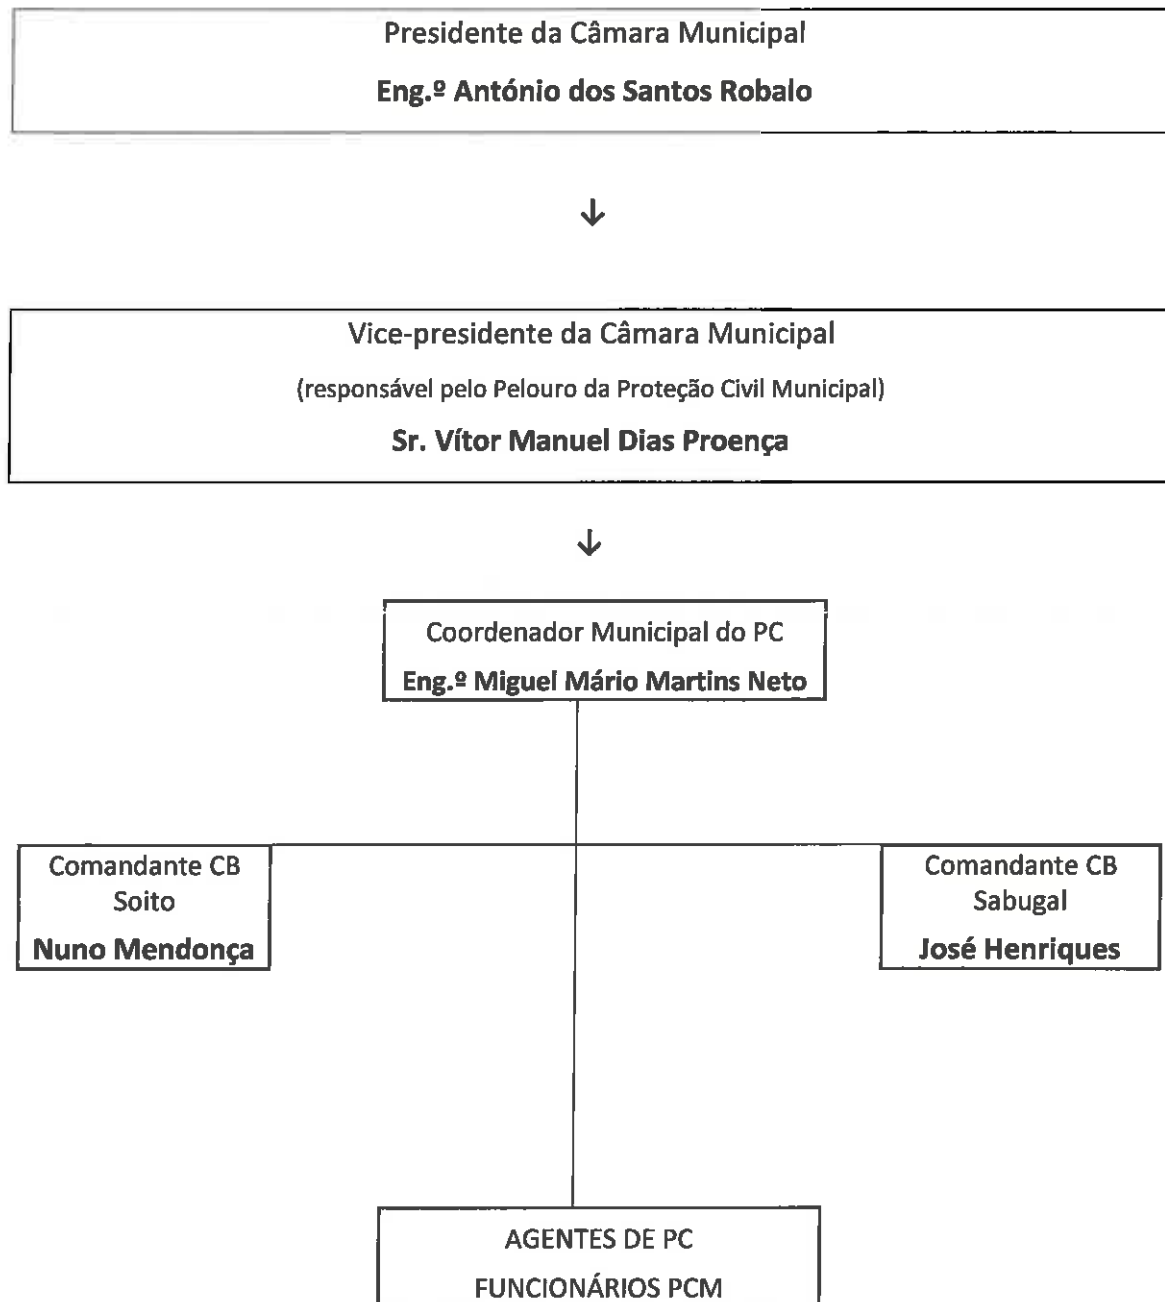 Presidente da Câmara Municipal
Eng.º António dos Santos Robalo
Vice-presidente da Câmara Municipal
(responsável pelo Pelouro da Proteção Civil Municipal)
Sr. Vítor Manuel Dias Proença
Coordenador Municipal do PC
Eng.º Miguel Mário Martins Neto
Comandante CB
Soito
Nuno Mendonça
Comandante CB
Sabugal
José Henriques
AGENTES DE PC
FUNCIONÁRIOS PCM